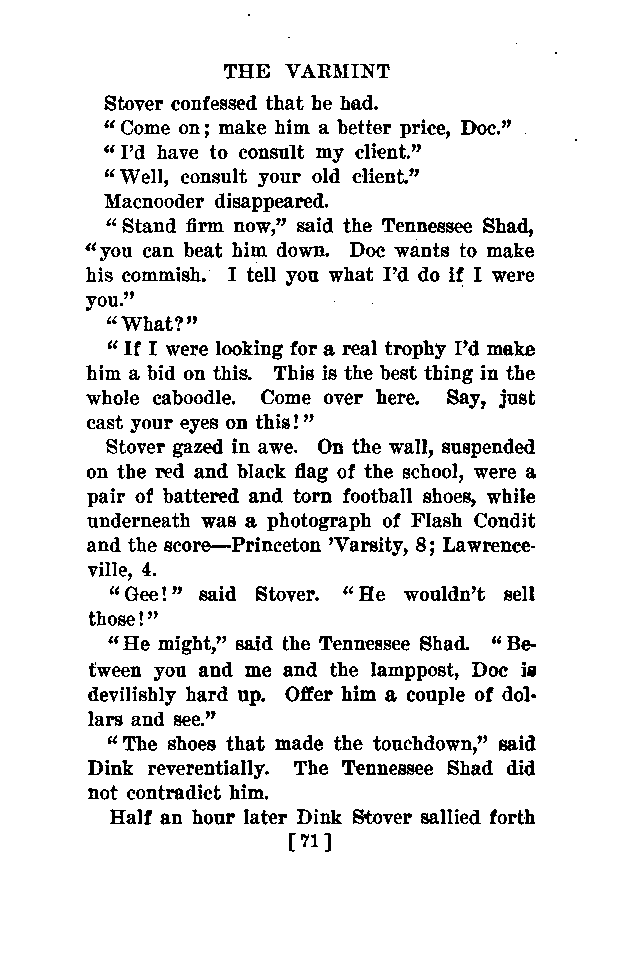 THE VARMINT
Stover confessed that he had.
“Come on; make him a better price, Doc.”
“I’d have to consult my client.”
“Well, consult your old client.”
Macnooder disappeared.
“Stand firm now,” said the Tennessee Shad,
“you can beat him down. Doc wants to make
his commish. I tell you what I’d do if I were
you.”
“What?”
“If I were looking for a real trophy I’d make
him a bid on this. This is the best thing in the
whole caboodle. Come over here. Say, just
cast your eyes on this!”
Stover gazed in awe. On the wall, suspended
on the red and black flag of the school, were a
pair of battered and torn football shoes, while
underneath was a photograph of Flash Condit
and the score—Princeton ’Varsity, 8; Lawrence-
ville, 4.
“Gee!” said Stover. “He wouldn’t sell
those!”
“He might,” said the Tennessee Shad. “Be-
tween you and me and the lamppost, Doc is
devilishly hard up. Offer him a couple of dol-
lars and see.”
“The shoes that made the touchdown,” said
Dink reverentially. The Tennessee Shad did
not contradict him.
Half an hour later Dink Stover sallied forth
[71]